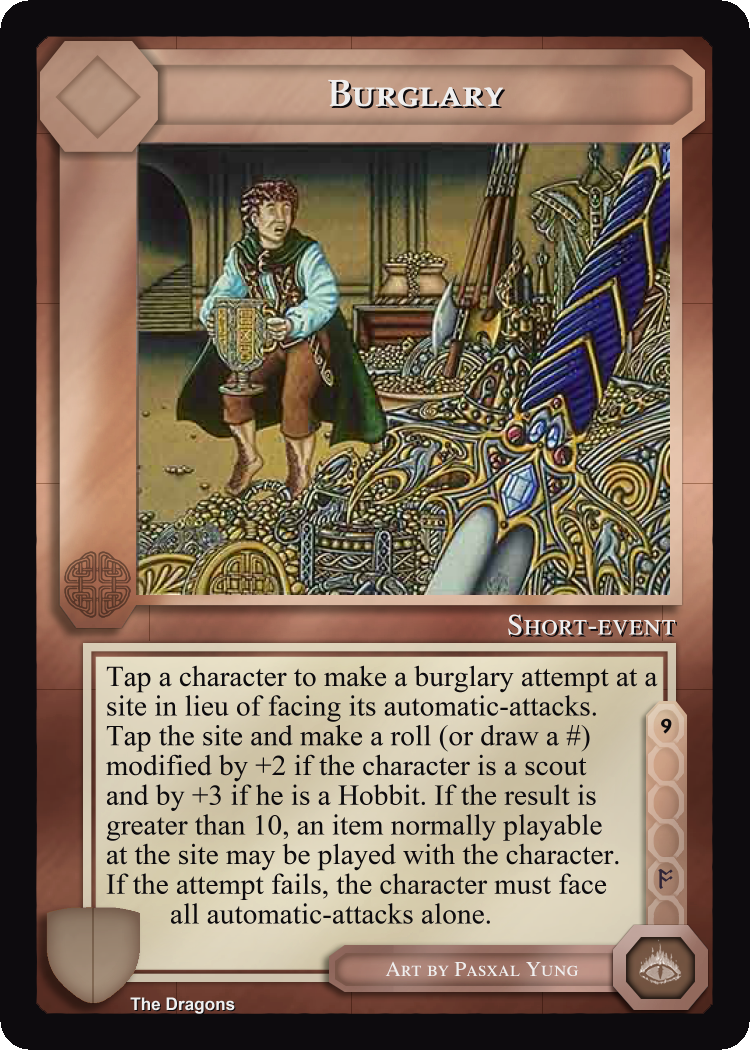 Burglary
Short-event
Tap a character to make a burglary attempt at a
site in lieu of facing its automatic-attacks.
Tap the site and make a roll (or draw a #)
modified by +2 if the character is a scout
and by +3 if he is a Hobbit. If the result is
greater than 10, an item normally playable
at the site may be played with the character.
If the attempt fails, the character must face
all automatic-attacks alone.
9
Art by Pasxal Yung
The Dragons